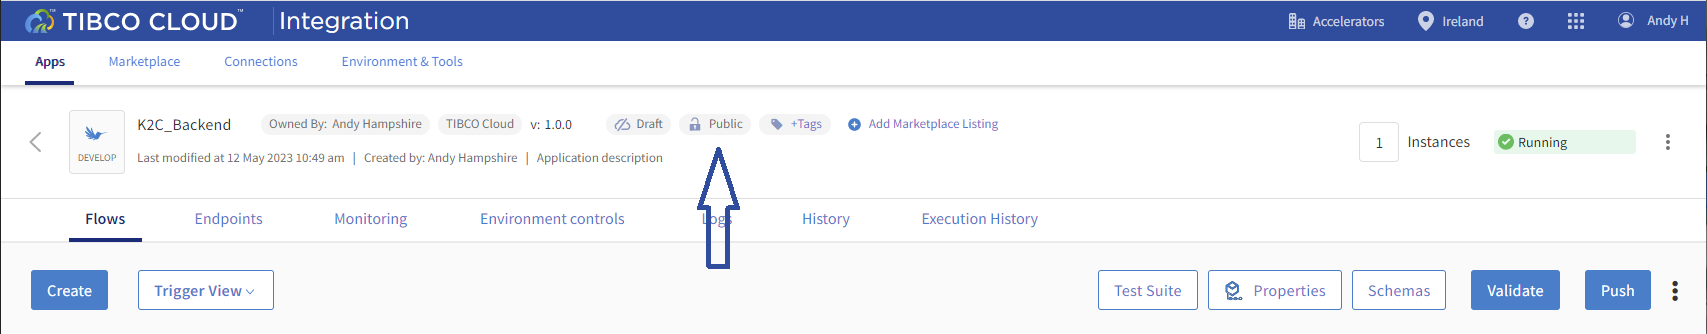 TIBCO CLOUD™ Integration Accelerators Ireland ? Andy H
Apps Marketplace Connections Environment & Tools
K2C_Backend Owned By: Andy Hampshire TIBCO Cloud v: 1.0.0 Draft Public +Tags Add Marketplace Listing
DEVELOP
Last modified at 12 May 2023 10:49 am | Created by: Andy Hampshire | Application description
1 Instances Running
Flows Endpoints Monitoring Environment controls Logs History Execution History
Create Trigger View Test Suite Properties Schemas Validate Push